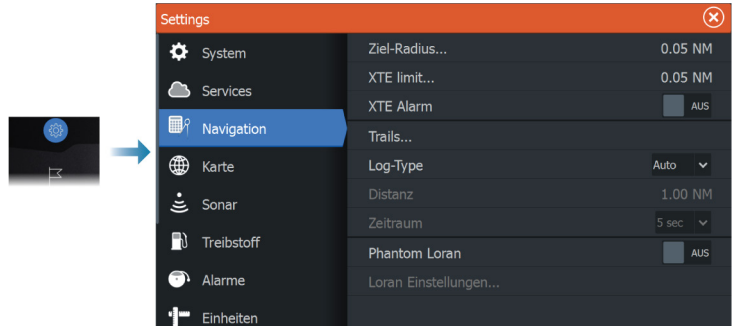 Settings
System
Services
Navigation
Karte
Sonar
Treibstoff
Alarme
Einheiten
Ziel-Radius... 0.05 NM
XTE limit... 0.05 NM
XTE Alarm AUS
Trails...
Log-Type Auto
Distanz 1.00 NM
Zeitraum 5 sec
Phantom Loran AUS
Loran Einstellungen...